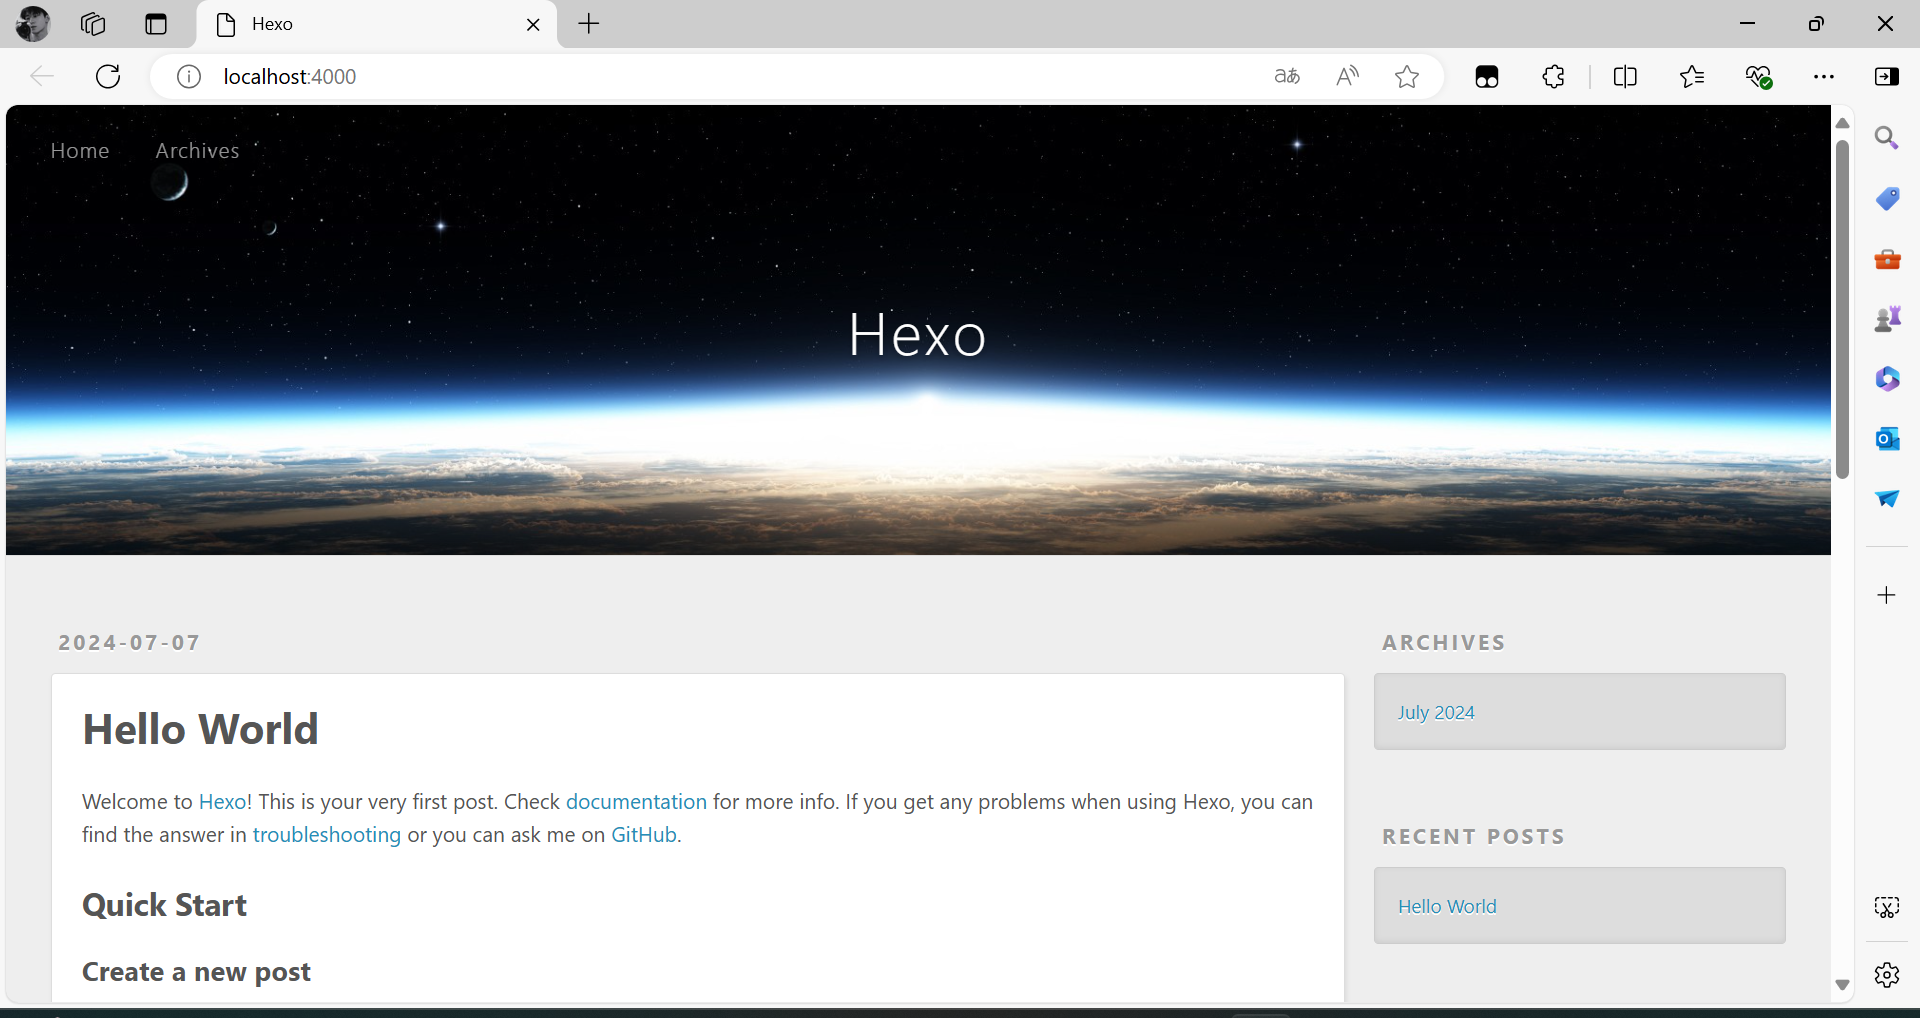 Hexo
localhost:4000
Home Archives
Hexo
2024-07-07
Hello World
Welcome to Hexo! This is your very first post. Check documentation for more info. If you get any problems when using Hexo, you can
find the answer in troubleshooting or you can ask me on GitHub.
Quick Start
Create a new post
ARCHIVES
July 2024
RECENT POSTS
Hello World